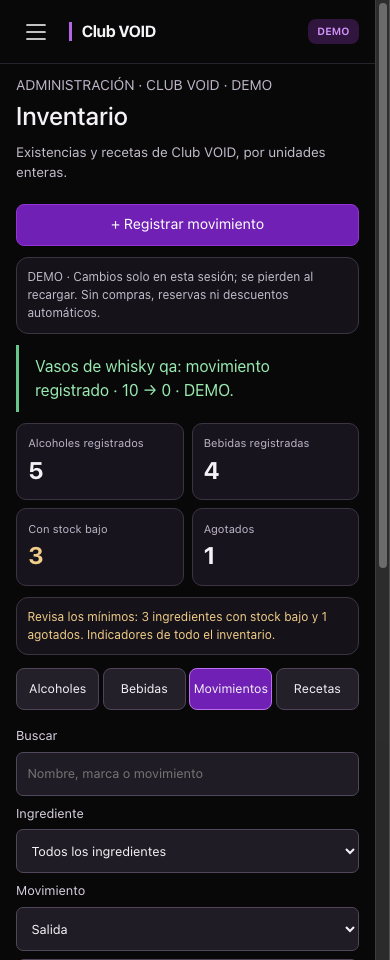 Club VOID
DEMO
ADMINISTRACIÓN · CLUB VOID · DEMO
Inventario
Existencias y recetas de Club VOID, por unidades
enteras.
+ Registrar movimiento
DEMO · Cambios solo en esta sesión; se pierden al
recargar. Sin compras, reservas ni descuentos
automáticos.
Vasos de whisky qa: movimiento
registrado · 10 → 0 · DEMO.
Alcoholes registrados
5
Bebidas registradas
4
Con stock bajo
3
Agotados
1
Revisa los mínimos: 3 ingredientes con stock bajo y 1
agotados. Indicadores de todo el inventario.
Alcoholes
Bebidas
Movimientos
Recetas
Buscar
Nombre, marca o movimiento
Ingrediente
Todos los ingredientes
Movimiento
Salida